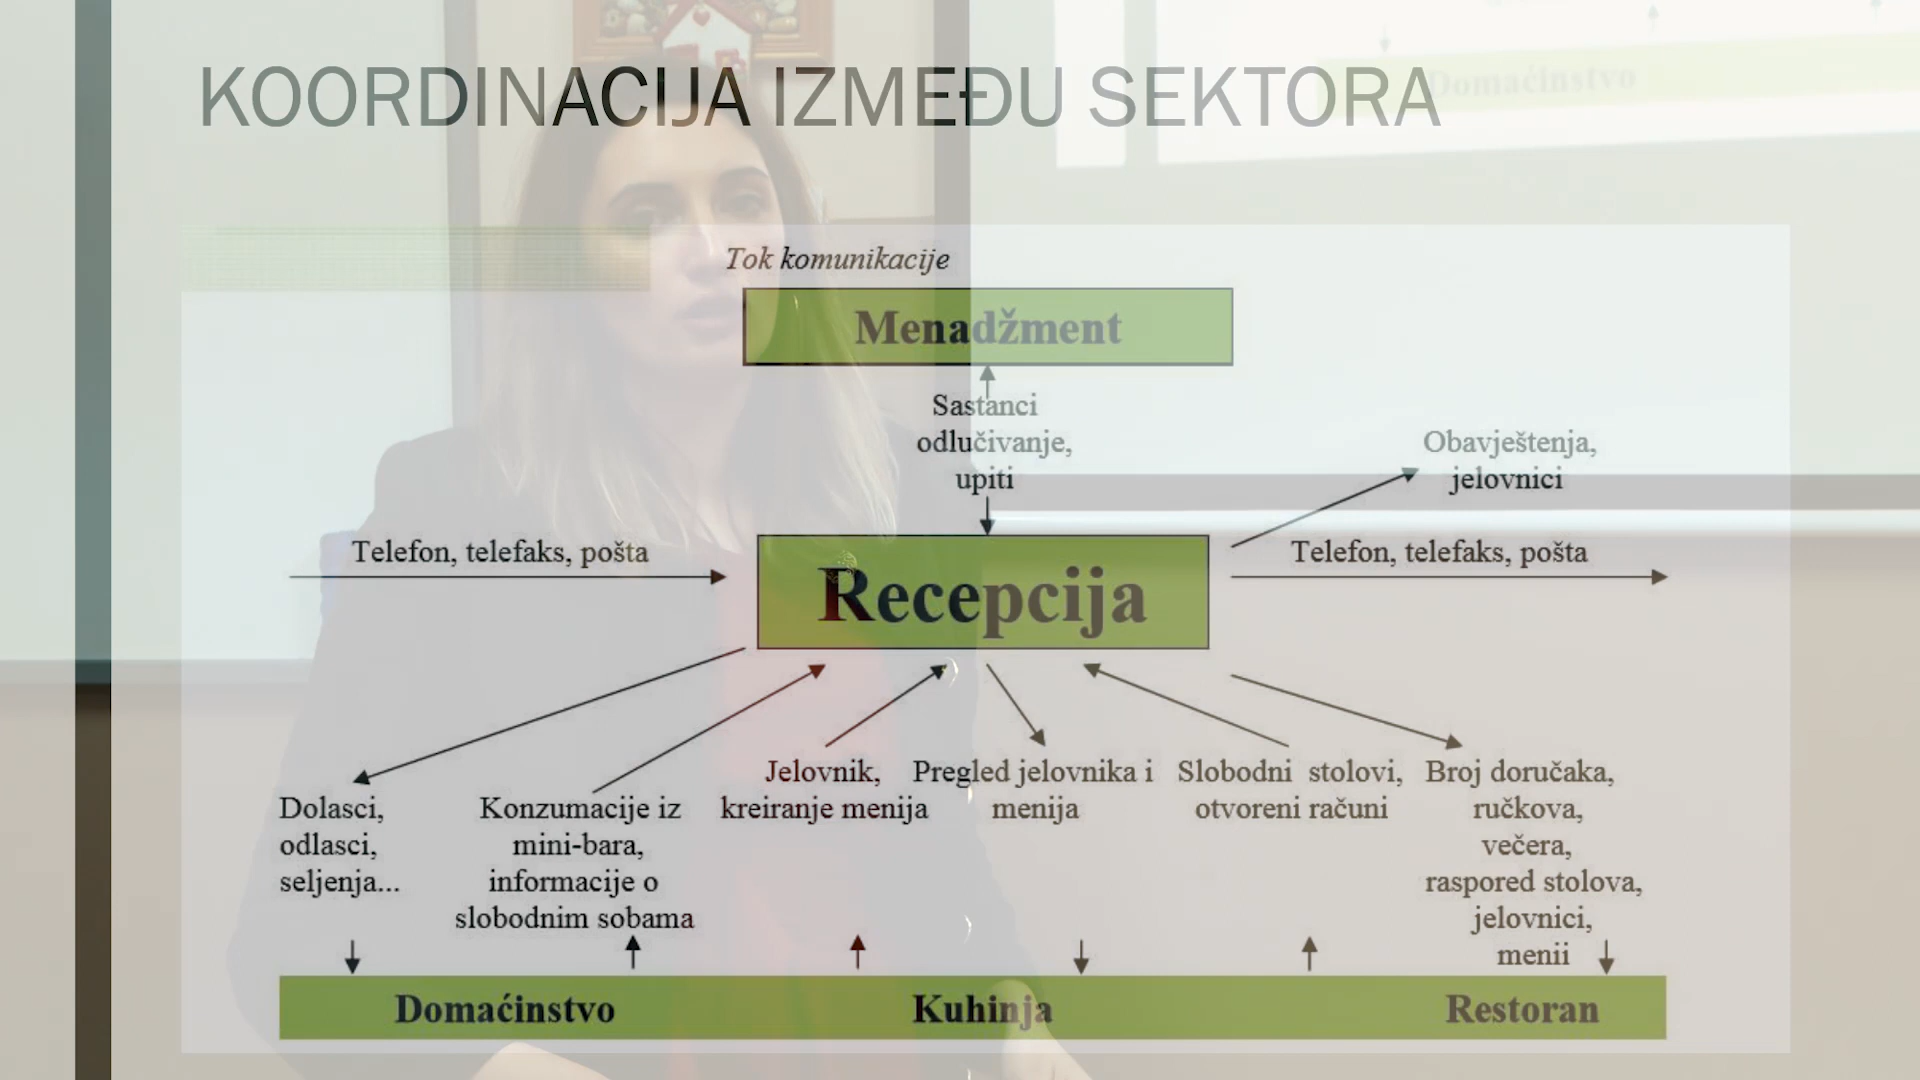 KOORDINACIJA IZMEĐU SEKTORA
Domaćinstvo
Tok komunikacije
Menadžment
Sastanci
odlučivanje,
upiti
Obavještenja,
jelovnici
Telefon, telefaks, pošta
Recepcija
Telefon, telefaks, pošta
Dolasci,
odlasci,
seljenja...
Konzumacije iz
mini-bara,
informacije o
slobodnim sobama
Jelovnik,
kreiranje menija
Pregled jelovnika i
menija
Slobodni stolovi,
otvoreni računi
Broj doručaka,
ručkova,
večera,
raspored stolova,
jelovnici,
menii
Domaćinstvo
Kuhinja
Restoran